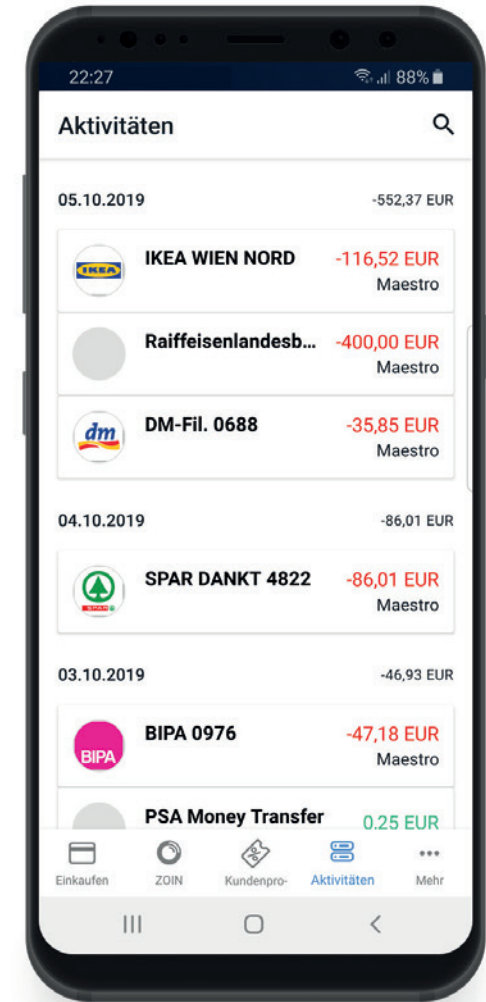 22:27 88%
Aktivitäten
05.10.2019 -552,37 EUR
IKEA IKEA WIEN NORD -116,52 EUR
Maestro
Raiffeisenlandesb... -400,00 EUR
Maestro
dm DM-Fil. 0688 -35,85 EUR
Maestro
04.10.2019 -86,01 EUR
SPAR DANKT 4822 -86,01 EUR
SPAR Maestro
03.10.2019 -46,93 EUR
BIPA 0976 -47,18 EUR
BIPA Maestro
PSA Money Transfer 0,25 EUR
Einkaufen ZOIN Kundenpro- Aktivitäten Mehr